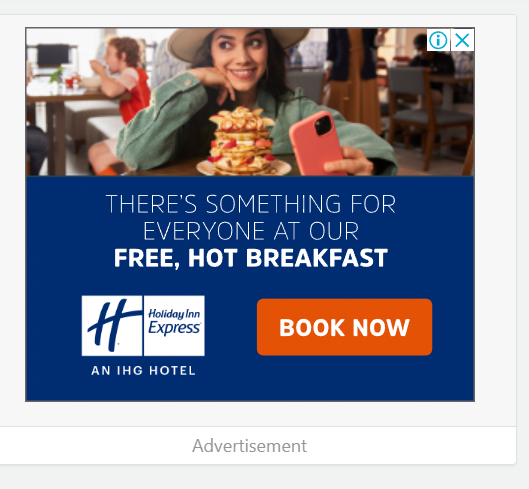 THERE'S SOMETHING FOR
EVERYONE AT OUR
FREE, HOT BREAKFAST
H Holiday Inn
Express
BOOK NOW
AN IHG HOTEL
Advertisement